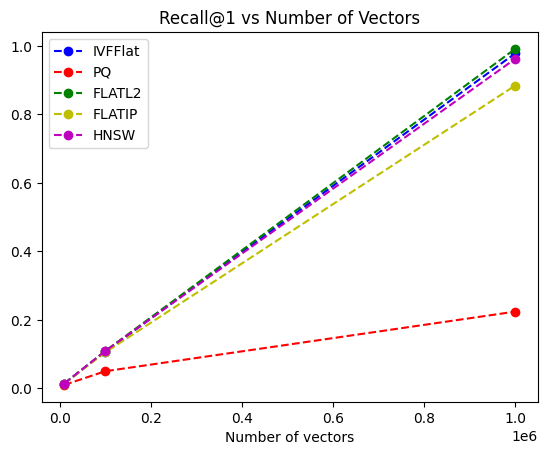 Recall@1 vs Number of Vectors
IVFFlat
PQ
FLATL2
FLATIP
HNSW
1.0
0.8
0.6
0.4
0.2
0.0
0.0 0.2 0.4 0.6 0.8 1.0
1e6
Number of vectors